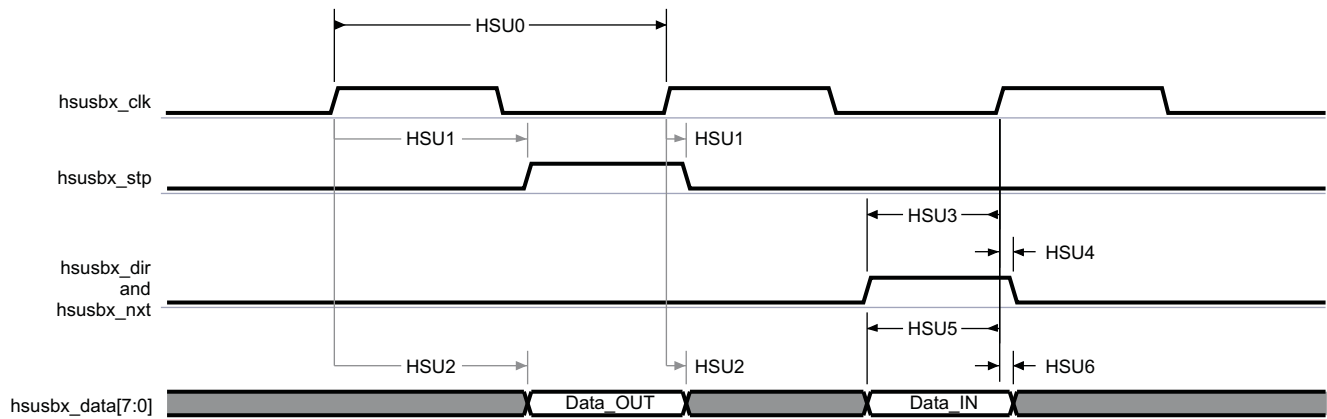 HSU0
hsusbx_clk
HSU1
HSU1
hsusbx_stp
HSU3
HSU4
hsusbx_dir
and
hsusbx_nxt
HSU5
HSU2
HSU2
HSU6
hsusbx_data[7:0]
Data_OUT
Data_IN